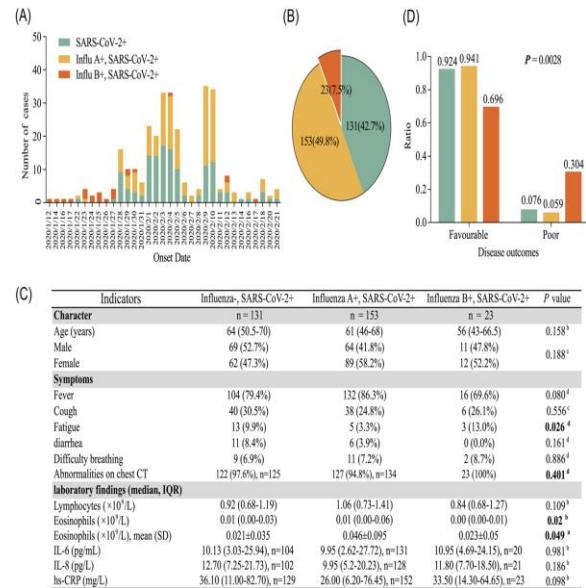 (A)
SARS-CoV-2+
Influ A+, SARS-CoV-2+
Influ B+, SARS-CoV-2+
Number of cases
50
40
30
20
10
0
Onset Date
(B)
23(7.5%)
153(49.8%)
131(42.7%)
(D)
P = 0.0028
Ratio
1.0
0.8
0.6
0.4
0.2
0.0
0.924
0.941
0.696
0.076
0.059
0.304
Favourable
Poor
Disease outcomes
(C)
Indicators Influenza-, SARS-CoV-2+ Influenza A+, SARS-CoV-2+ Influenza B+, SARS-CoV-2+ P value
Character n = 131 n = 153 n = 23
Age (years) 64 (50.5-70) 61 (46-68) 56 (43-66.5) 0.158 b
Male 69 (52.7%) 64 (41.8%) 11 (47.8%)
0.188 c
Female 62 (47.3%) 89 (58.2%) 12 (52.2%)
Symptoms
Fever 104 (79.4%) 132 (86.3%) 16 (69.6%) 0.080 d
Cough 40 (30.5%) 38 (24.8%) 6 (26.1%) 0.556 c
Fatigue 13 (9.9%) 5 (3.3%) 3 (13.0%) 0.026 d
diarrhea 11 (8.4%) 6 (3.9%) 0 (0.0%) 0.161 d
Difficulty breathing 9 (6.9%) 11 (7.2%) 2 (8.7%) 0.886 d
Abnormalities on chest CT 122 (97.6%) n=125 127 (94.8%) n=134 23 (100%) 0.401 d
laboratory findings (median, IQR)
Lymphocytes (×10⁹/L) 0.92 (0.68-1.19) 1.06 (0.73-1.41) 0.84 (0.68-1.27) 0.109 b
Eosinophils (×10⁹/L) 0.01 (0.00-0.03) 0.01 (0.00-0.06) 0.00 (0.00-0.01) 0.02 b
Eosinophils (×10⁹/L), mean (SD) 0.021±0.035 0.046±0.095 0.023±0.05 0.049 a
IL-6 (pg/mL) 10.13 (3.03-25.94), n=104 9.95 (2.62-27.72), n=131 10.95 (4.69-24.15), n=20 0.981 b
IL-8 (pg/mL) 12.70 (7.25-21.73), n=102 9.95 (5.2-20.23), n=128 11.80 (7.70-18.50), n=21 0.186 b
hs-CRP (mg/L) 36.10 (11.00-82.70), n=129 26.00 (6.20-76.45), n=152 33.50 (14.30-64.65), n=23 0.098 b